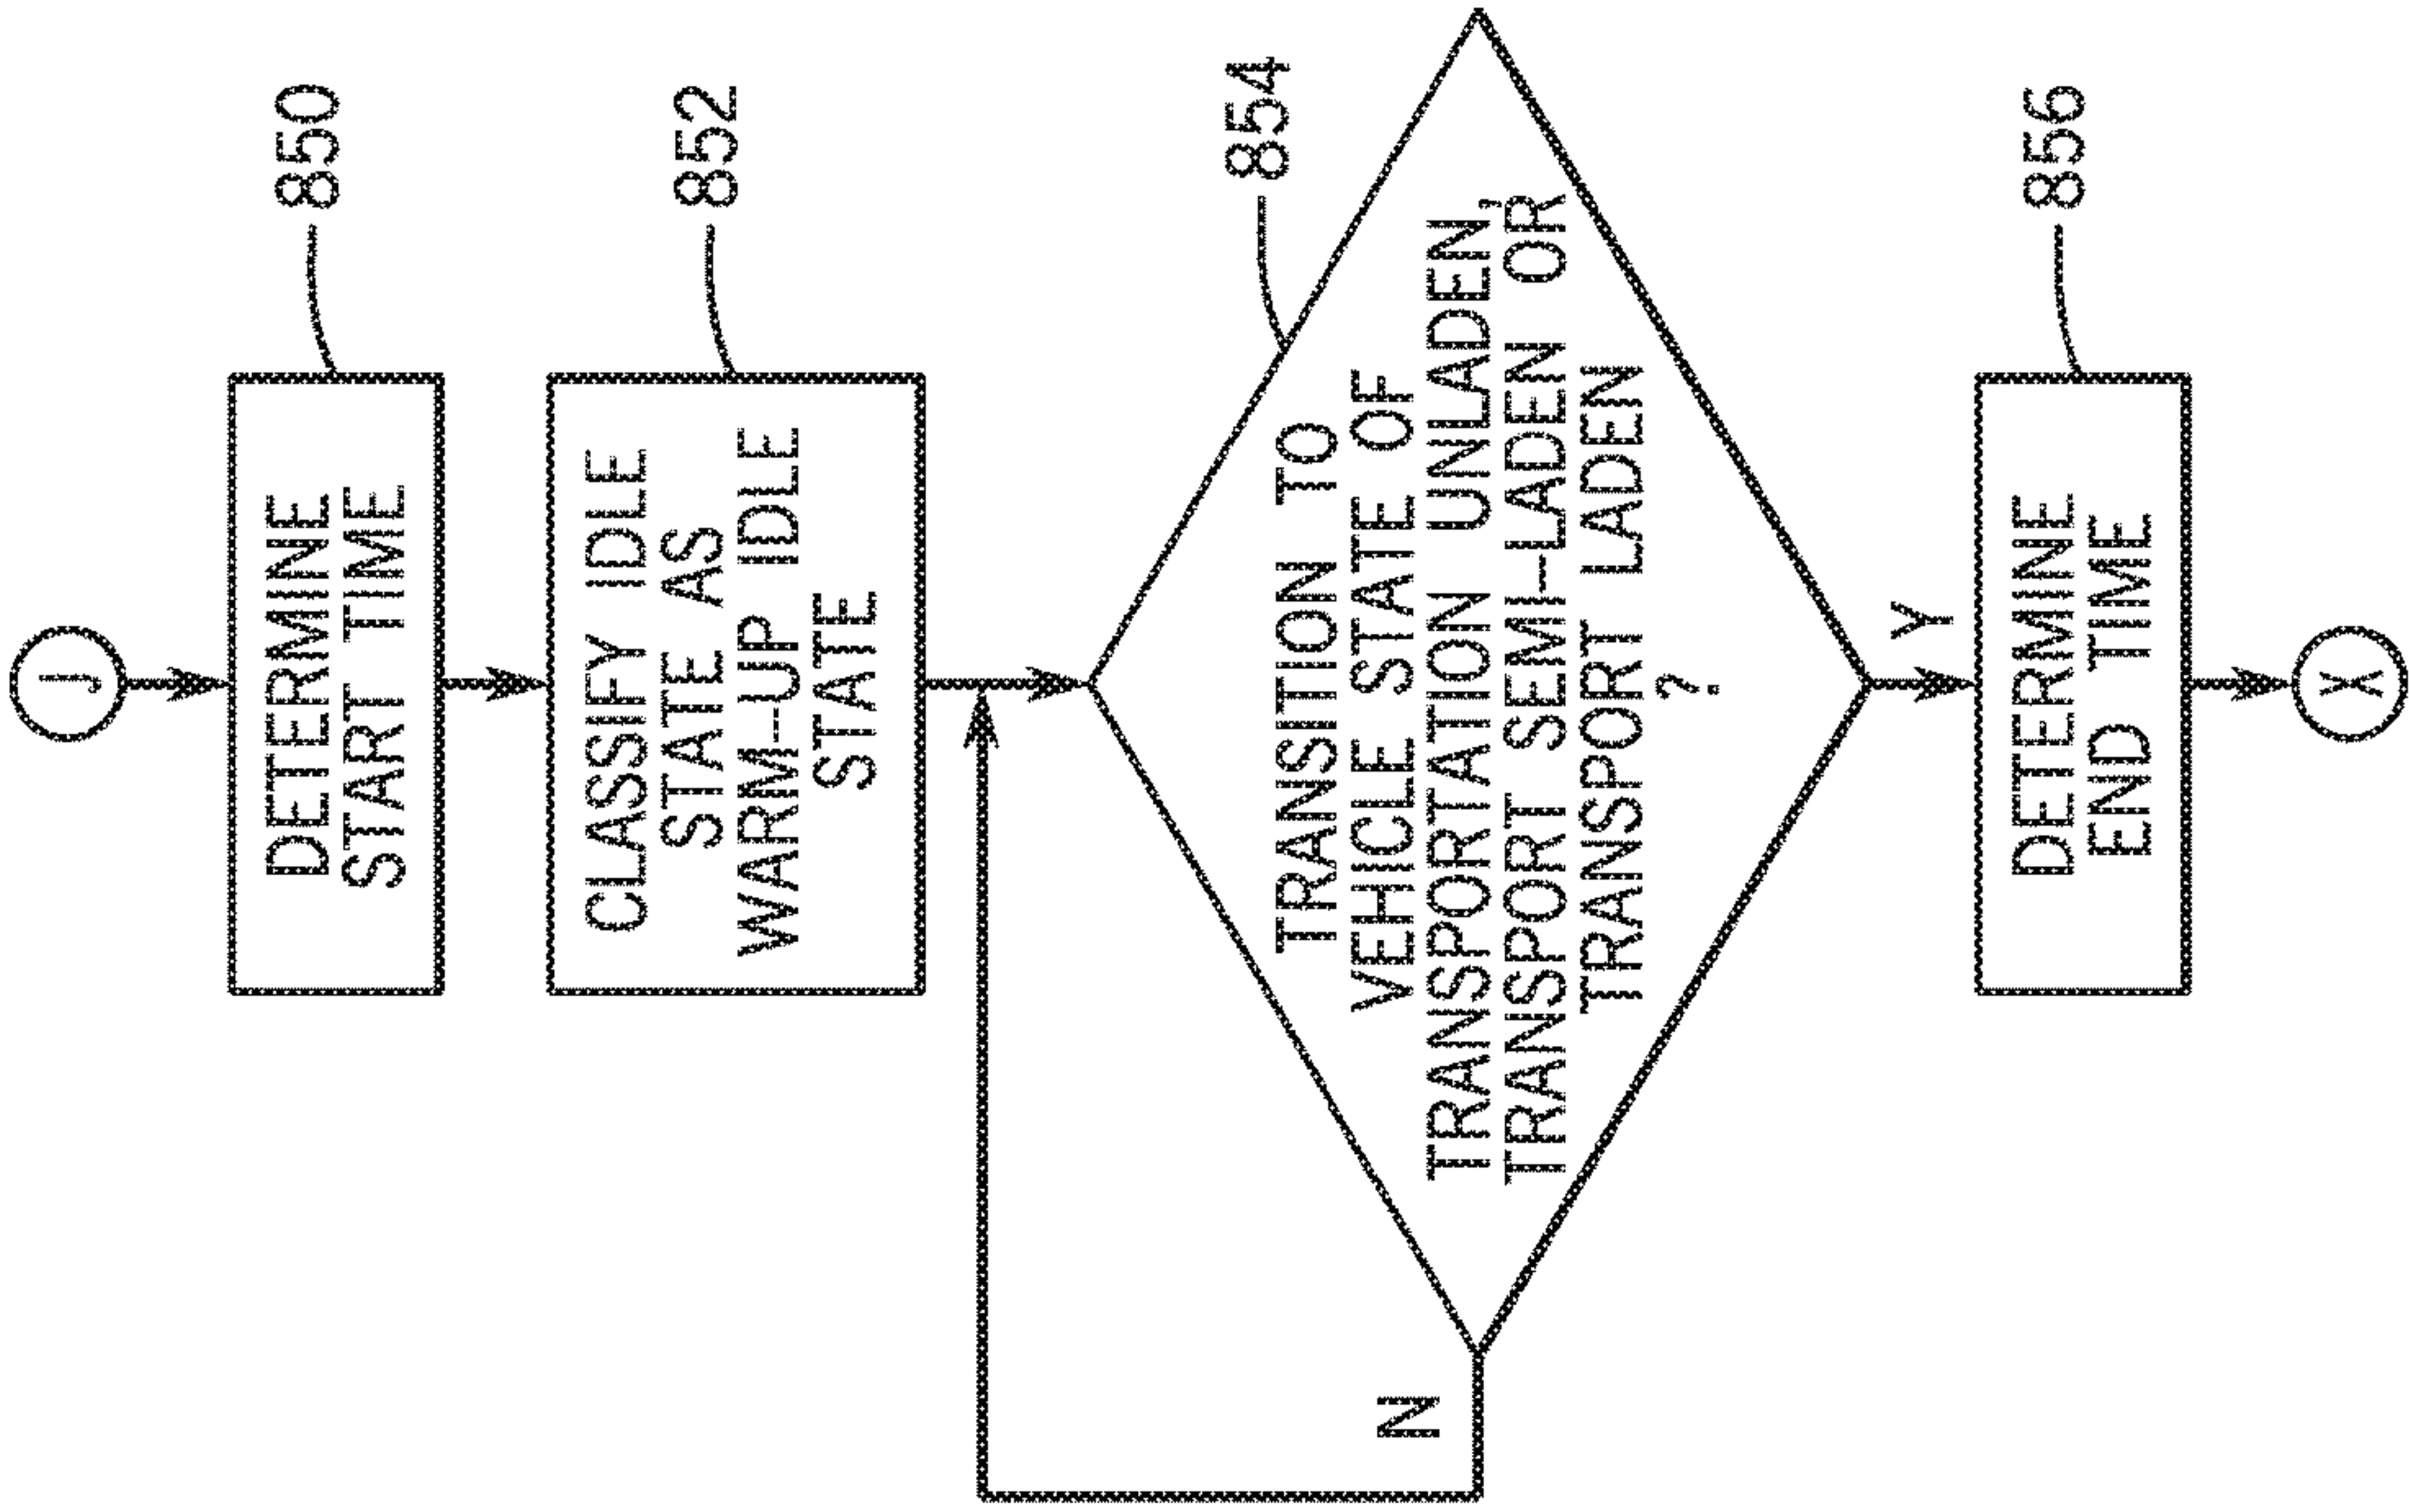 J
850
DETERMINE
START TIME
852
CLASSIFY IDLE
STATE AS
WARM-UP IDLE
STATE
854
TRANSITION TO
VEHICLE STATE OF
TRANSPORTATION UNLADEN,
TRANSPORT SEMI-LADEN OR
TRANSPORT LADEN
?
N
Y
856
DETERMINE
END TIME
X